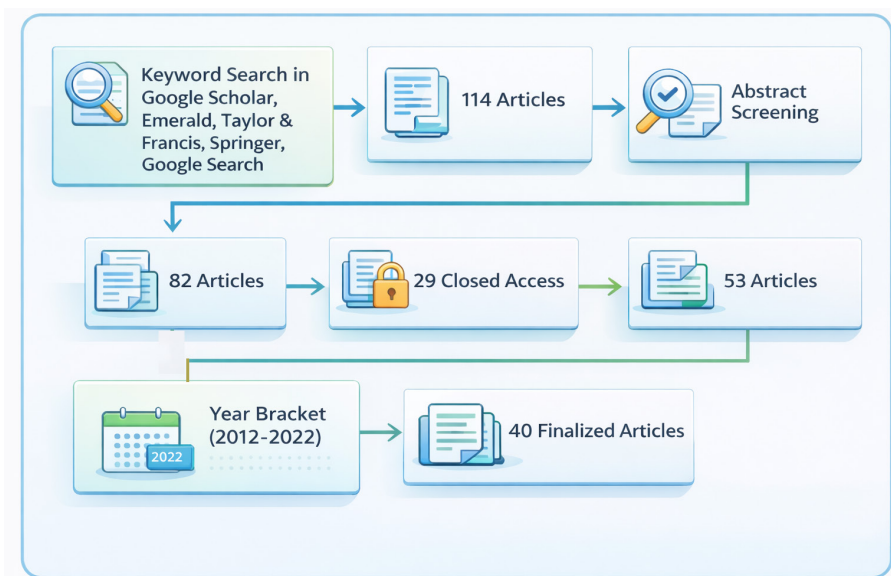 Keyword Search in
Google Scholar,
Emerald, Taylor &
Francis, Springer,
Google Search
114 Articles
Abstract
Screening
82 Articles
29 Closed Access
53 Articles
Year Bracket
(2012-2022)
2022
40 Finalized Articles